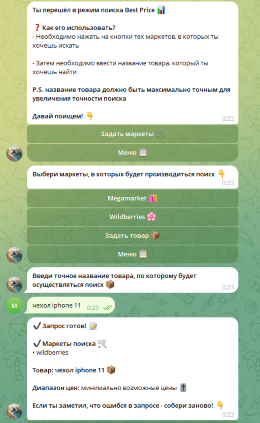 Ты перешёл в режим поиска Best Price 📊
❓ Как его использовать?
- Необходимо нажать на кнопки тех маркетов, в которых ты
хочешь искать
- Затем необходимо ввести название товара, который ты
хочешь найти
P.S. название товара должно быть максимально точным для
увеличения точности поиска
Давай поищем! 👇
0:22
Задать маркеты 🛒
Меню 🗒
Выбери маркеты, в которых будет производиться поиск 👇
0:23
Megamarket 🛍
Wildberries 🌸
Задать товар 📦
Меню 🗒
Введи точное название товара, по которому будет
осуществляться поиск 📦
0:23
M
чехол iphone 11
0:23
✔ Запрос готов! 📝
✔ Маркеты поиска 🛒
• wildberries
Товар: чехол iphone 11 📦
Диапазон цен: минимально возможные цены 🎚
Если ты заметил, что ошибся в запросе - собери заново! 👇
0:23